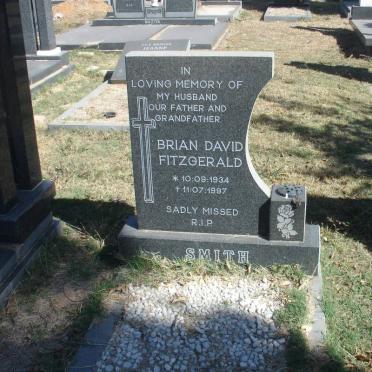 IN
LOVING MEMORY OF
MY HUSBAND
OUR FATHER AND
GRANDFATHER
BRIAN DAVID
FITZGERALD
* 10·09·1934
† 11·07·1997
SADLY MISSED
R.I.P.
SMITH